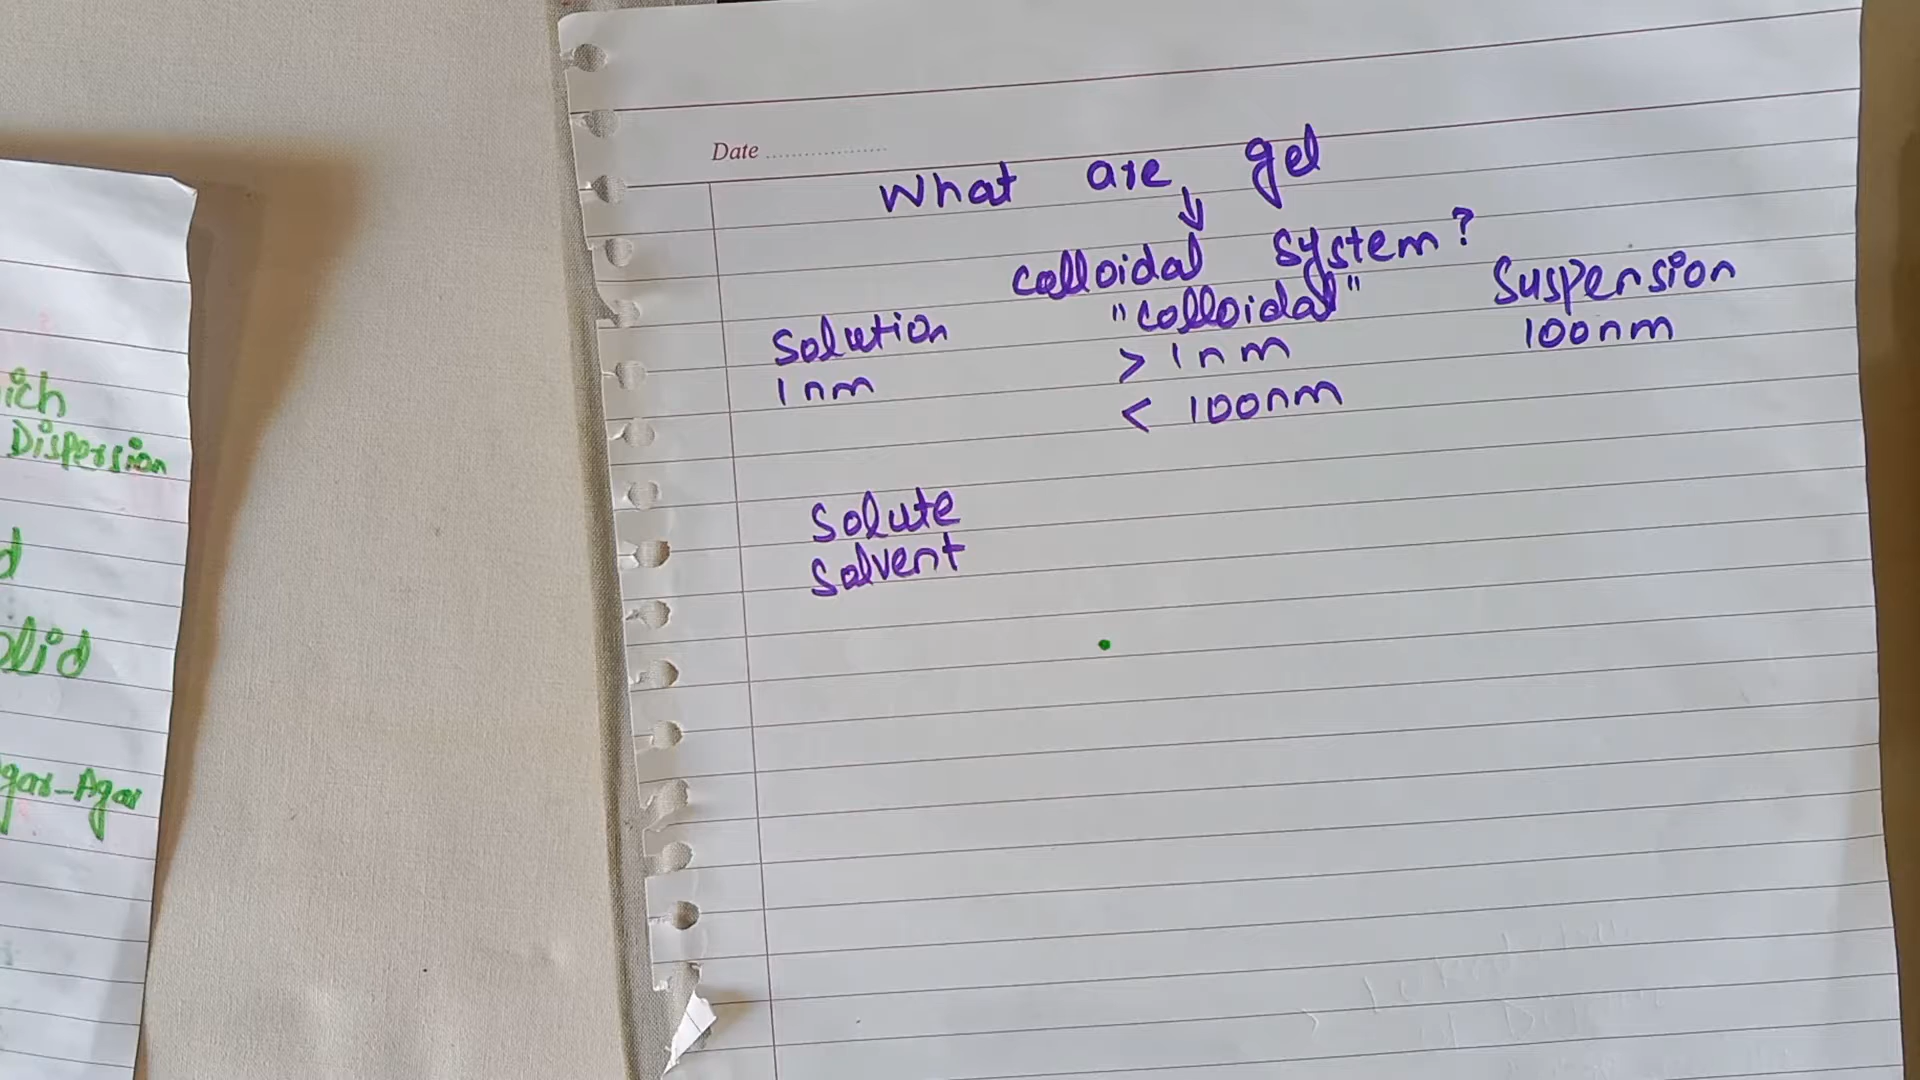 ich
Dispersion
d
olid
gar-Agar
Date
What are gel
colloidal system?
Solution
"colloidal"
Suspension
1nm
> 1nm
100nm
< 100nm
Solute
Solvent